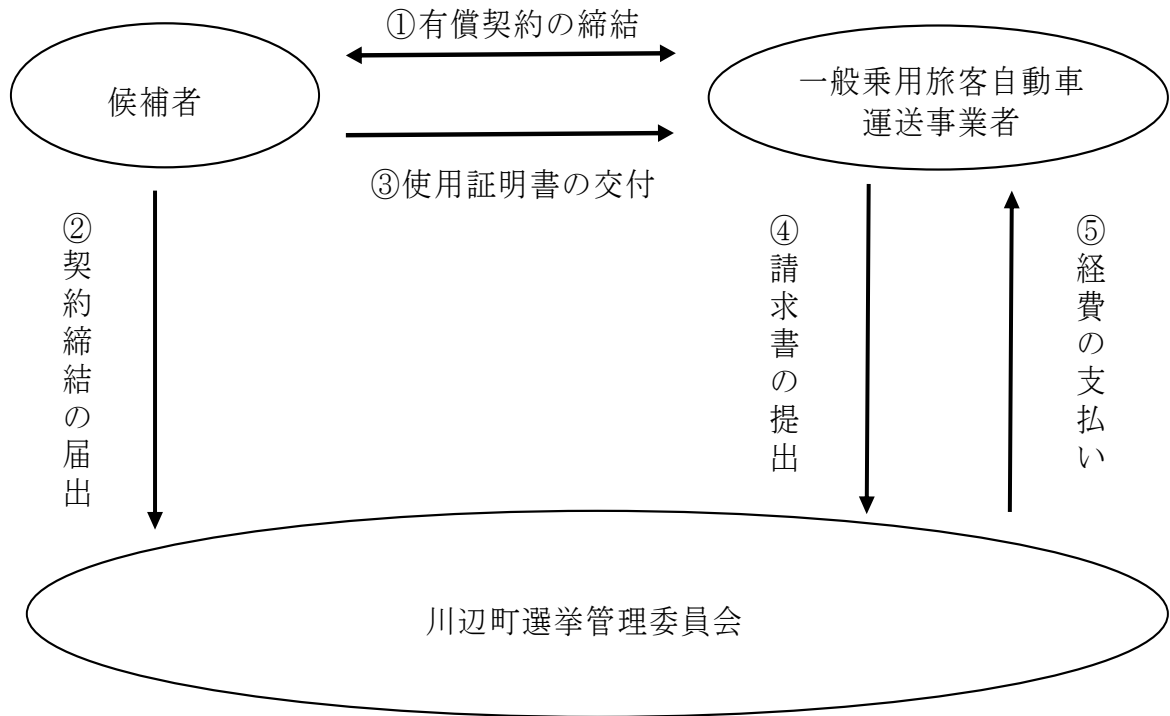 ①有償契約の締結
候補者
一般乗用旅客自動車
運送事業者
③使用証明書の交付
②契約締結の届出
④請求書の提出
⑤経費の支払い
川辺町選挙管理委員会